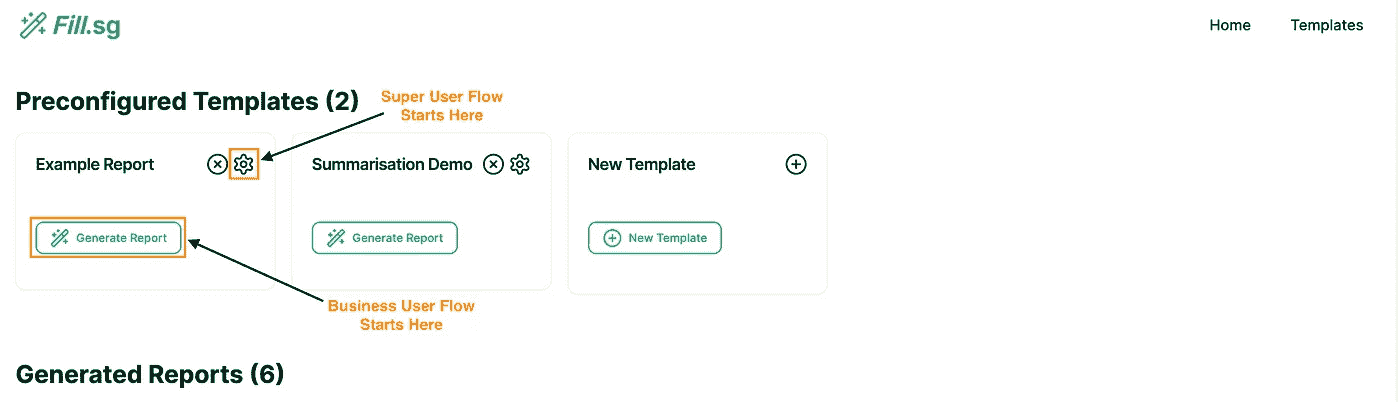 Fill.sg
Home
Templates
Preconfigured Templates (2)
Super User Flow
Starts Here
Example Report
Summarisation Demo
New Template
Generate Report
Generate Report
New Template
Business User Flow
Starts Here
Generated Reports (6)